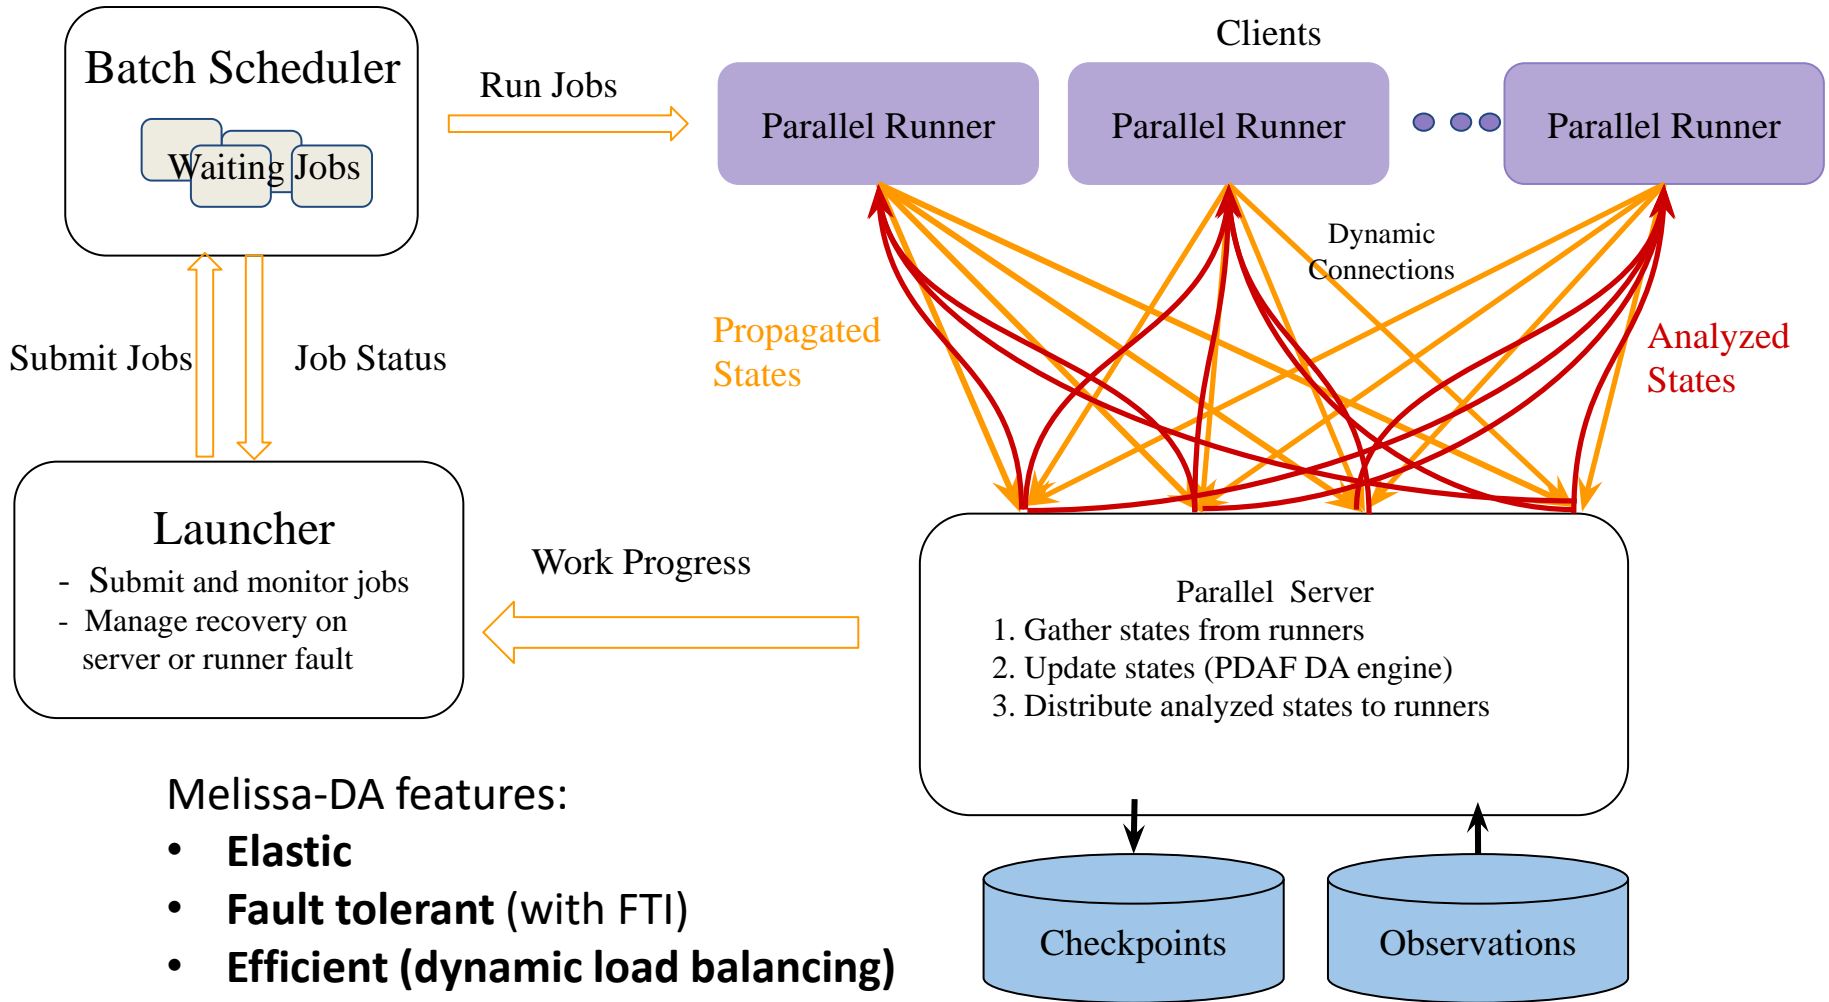 Clients
Batch Scheduler
Waiting Jobs
Run Jobs
Parallel Runner
Parallel Runner
Parallel Runner
Dynamic
Connections
Propagated
States
Analyzed
States
Submit Jobs
Job Status
Launcher
- Submit and monitor jobs
- Manage recovery on
server or runner fault
Work Progress
Parallel Server
1. Gather states from runners
2. Update states (PDAF DA engine)
3. Distribute analyzed states to runners
Melissa-DA features:
• Elastic
• Fault tolerant (with FTI)
• Efficient (dynamic load balancing)
Checkpoints
Observations